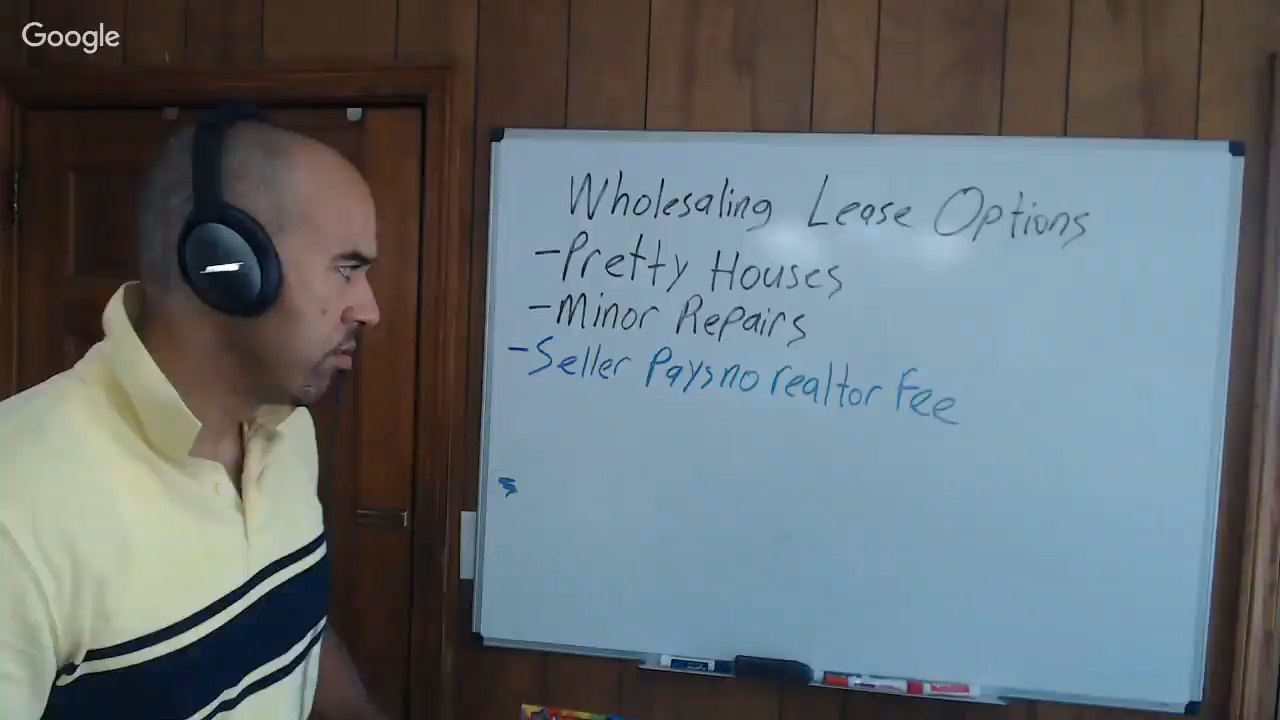 Google
Wholesaling Lease Options
-Pretty Houses
-Minor Repairs
-Seller Pays no realtor Fee